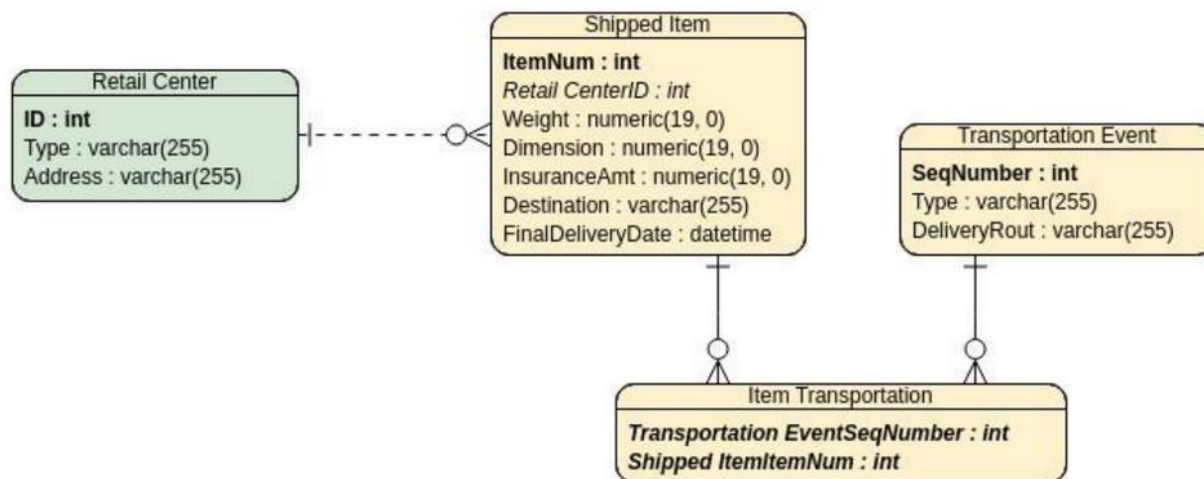 Retail Center
ID : int
Type : varchar(255)
Address : varchar(255)
Shipped Item
ItemNum : int
Retail CenterID : int
Weight : numeric(19, 0)
Dimension : numeric(19, 0)
InsuranceAmt : numeric(19, 0)
Destination : varchar(255)
FinalDeliveryDate : datetime
Transportation Event
SeqNumber : int
Type : varchar(255)
DeliveryRout : varchar(255)
Item Transportation
Transportation EventSeqNumber : int
Shipped ItemItemNum : int